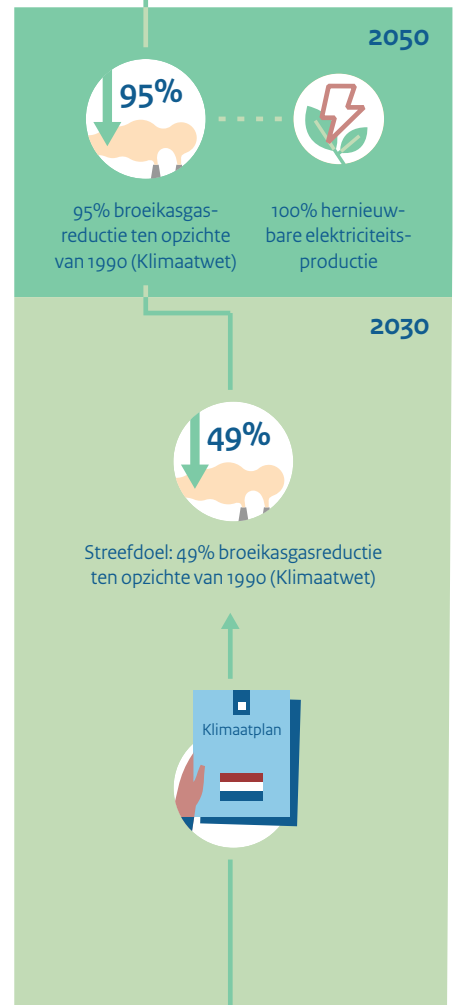 2050
95%
95% broeikasgas-
reductie ten opzichte
van 1990 (Klimaatwet)
100% hernieuw-
bare elektriciteits-
productie
2030
49%
Streefdoel: 49% broeikasgasreductie
ten opzichte van 1990 (Klimaatwet)
Klimaatplan